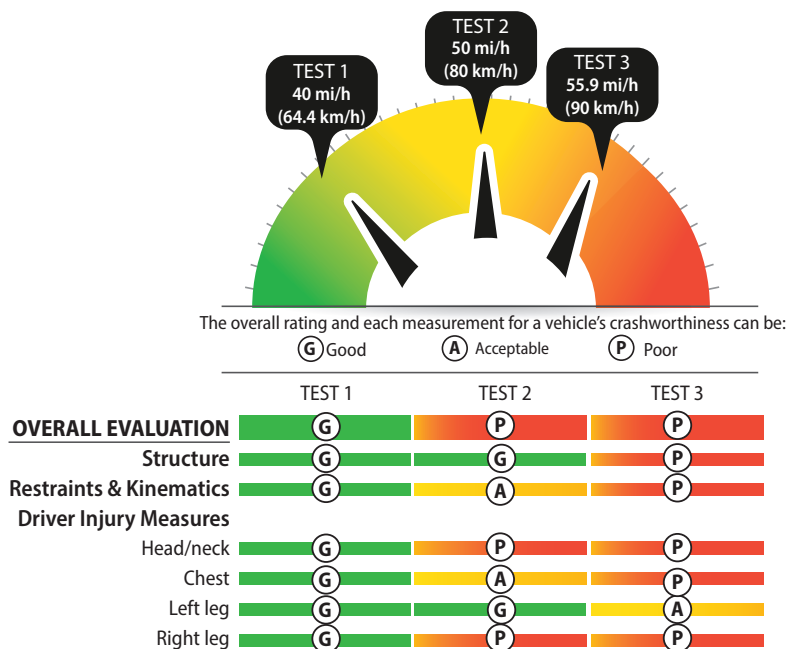 TEST 1
40 mi/h
(64.4 km/h)
TEST 2
50 mi/h
(80 km/h)
TEST 3
55.9 mi/h
(90 km/h)
The overall rating and each measurement for a vehicle's crashworthiness can be:
G Good A Acceptable P Poor
TEST 1 TEST 2 TEST 3
OVERALL EVALUATION G P P
Structure G G P
Restraints & Kinematics G A P
Driver Injury Measures
Head/neck G P P
Chest G A P
Left leg G G A
Right leg G P P